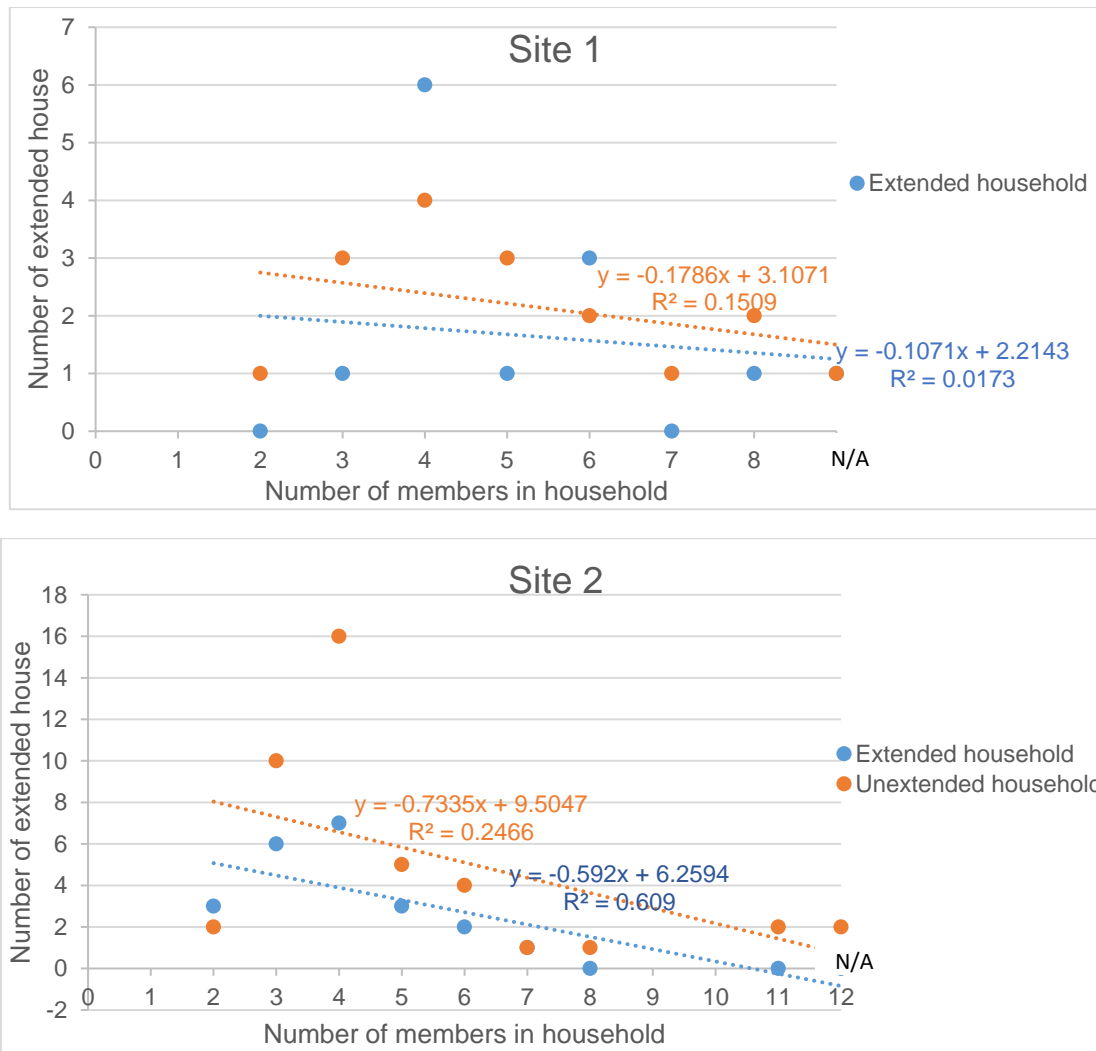 Site 1
7
6
5
4
3
2
1
0
Number of extended house
Extended household
y = -0.1786x + 3.1071
R² = 0.1509
y = -0.1071x + 2.2143
R² = 0.0173
0 1 2 3 4 5 6 7 8 N/A
Number of members in household
Site 2
18
16
14
12
10
8
6
4
2
0
-2
Number of extended house
Extended household
Unextended household
y = -0.7335x + 9.5047
R² = 0.2466
y = -0.592x + 6.2594
R² = 0.609
N/A
0 1 2 3 4 5 6 7 8 9 10 11 12
Number of members in household